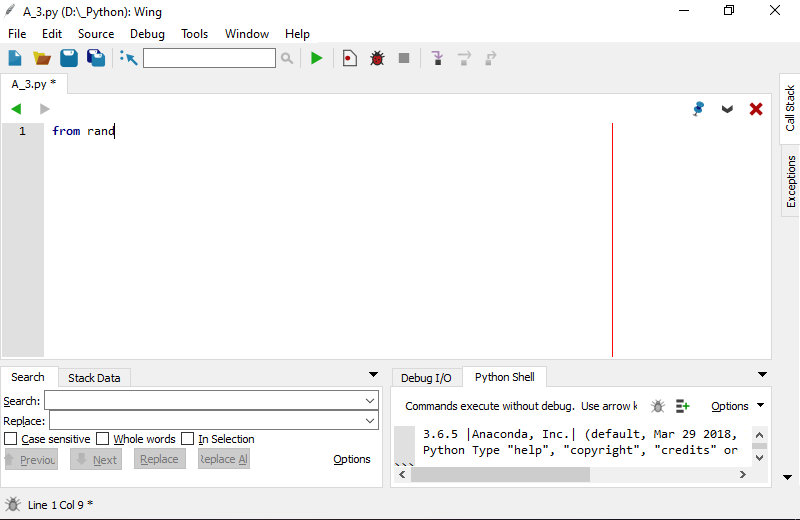 A_3.py (D:\_Python): Wing
File Edit Source Debug Tools Window Help
A_3.py *
Call Stack
Exceptions
1 from rand
Search Stack Data
Search:
Replace:
Case sensitive Whole words In Selection
Previou Next Replace Replace Al Options
Debug I/O Python Shell
Commands execute without debug. Use arrow k Options
3.6.5 |Anaconda, Inc.| (default, Mar 29 2018,
Python Type "help", "copyright", "credits" or
>>>
Line 1 Col 9 *